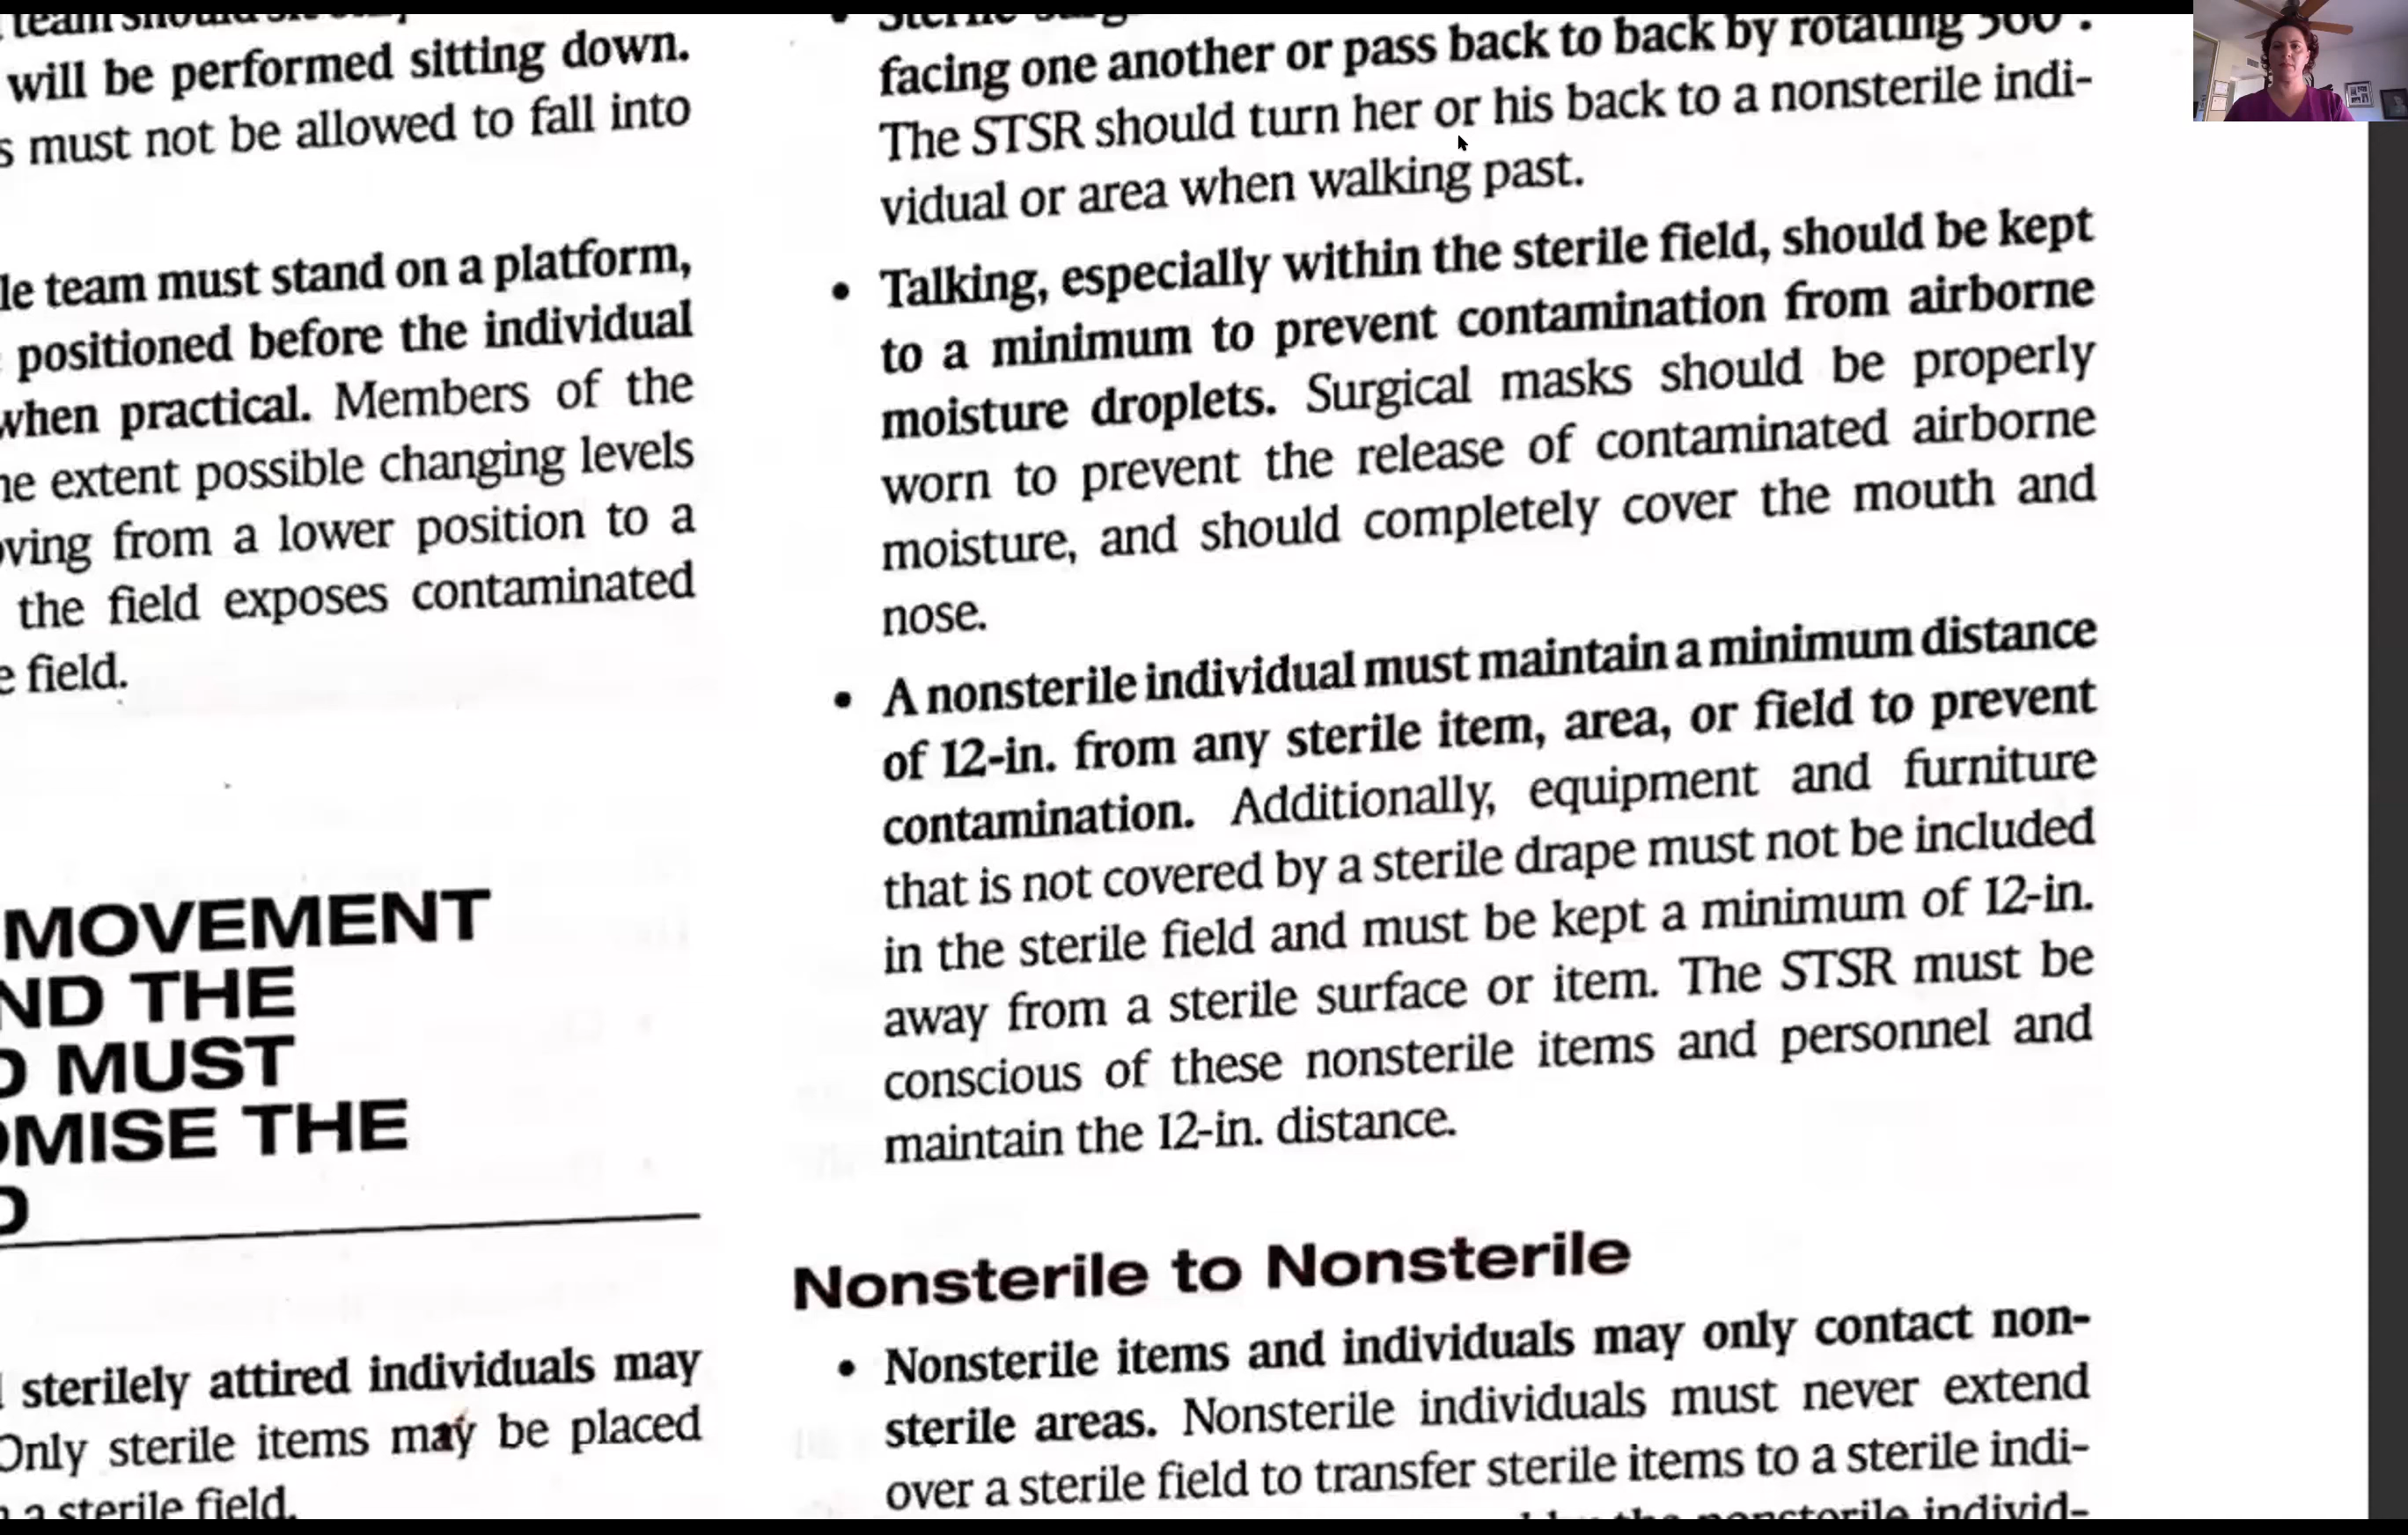 team should sit
will be performed sitting down.
s must not be allowed to fall into
le team must stand on a platform,
positioned before the individual
when practical. Members of the
he extent possible changing levels
oving from a lower position to a
the field exposes contaminated
e field.
MOVEMENT
ND THE
D MUST
OMISE THE
D
sterilely attired individuals may
Only sterile items may be placed
a sterile field.
facing one another or pass back to back by rotating 360°.
The STSR should turn her or his back to a nonsterile indi-
vidual or area when walking past.
• Talking, especially within the sterile field, should be kept
to a minimum to prevent contamination from airborne
moisture droplets. Surgical masks should be properly
worn to prevent the release of contaminated airborne
moisture, and should completely cover the mouth and
nose.
• A nonsterile individual must maintain a minimum distance
of 12-in. from any sterile item, area, or field to prevent
contamination. Additionally, equipment and furniture
that is not covered by a sterile drape must not be included
in the sterile field and must be kept a minimum of 12-in.
away from a sterile surface or item. The STSR must be
conscious of these nonsterile items and personnel and
maintain the 12-in. distance.
Nonsterile to Nonsterile
• Nonsterile items and individuals may only contact non-
sterile areas. Nonsterile individuals must never extend
over a sterile field to transfer sterile items to a sterile indi-
the nonsterile individ-